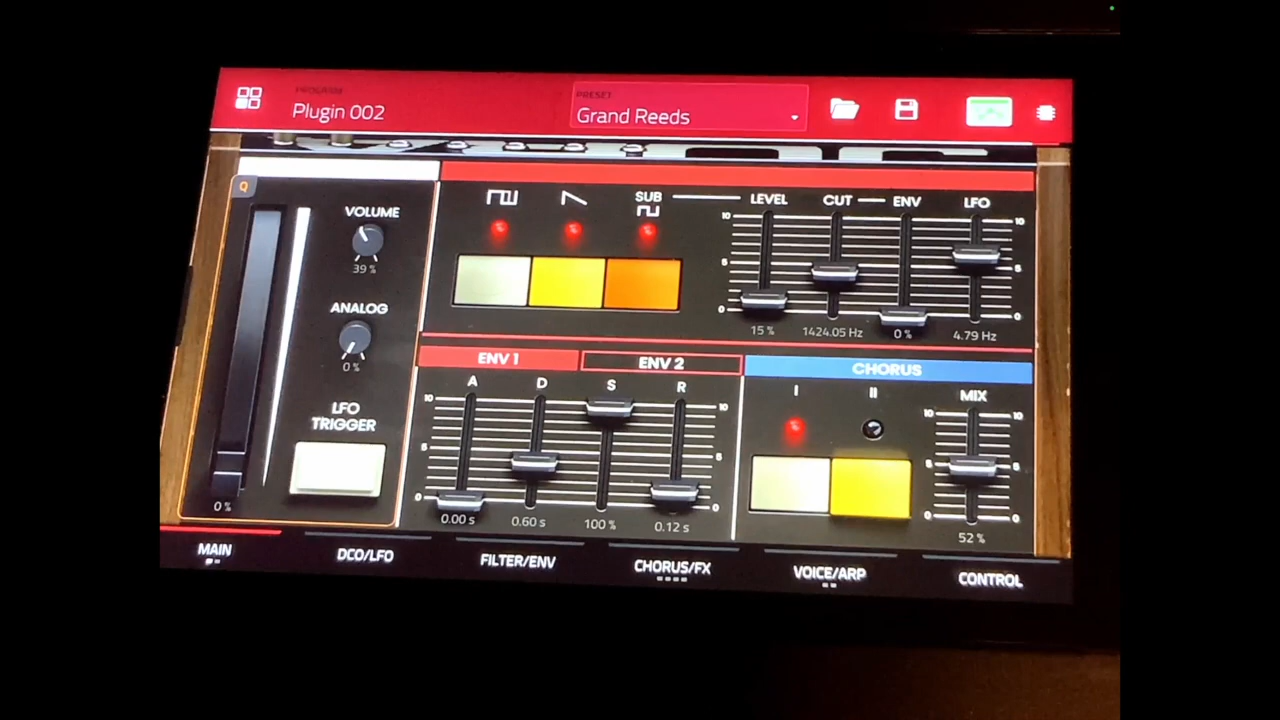 PROGRAM
Plugin 002
PRESET
Grand Reeds
Q
VOLUME
39 %
ANALOG
0 %
LFO
TRIGGER
0 %
SUB
LEVEL
CUT
ENV
LFO
10
10
5
5
0
0
15 %
1424.05 Hz
0 %
4.79 Hz
ENV 1
ENV 2
A
D
S
R
10
10
5
5
0
0
0.00 s
0.60 s
100 %
0.12 s
CHORUS
I
II
MIX
10
10
5
5
0
0
52 %
MAIN
DCO/LFO
FILTER/ENV
CHORUS/FX
VOICE/ARP
CONTROL